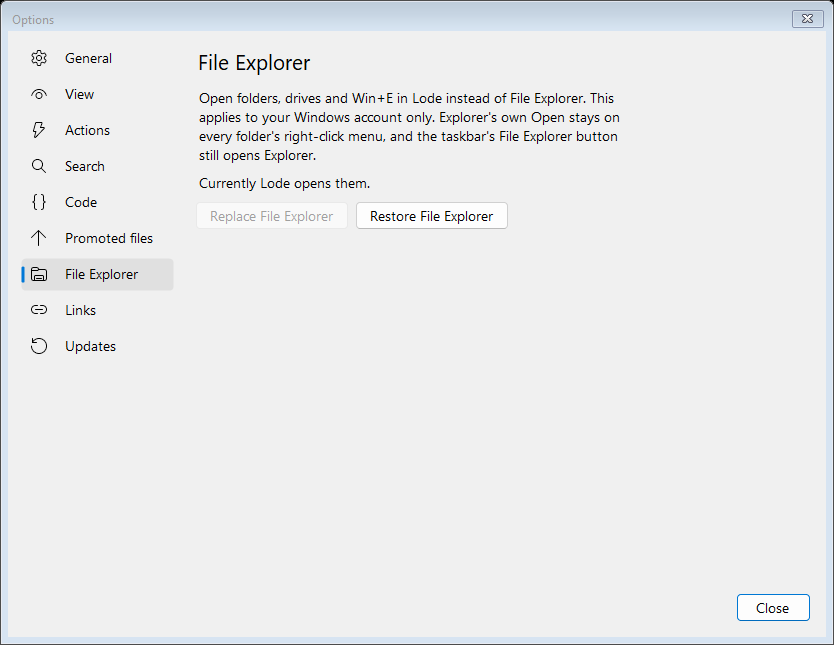 Options
General
View
Actions
Search
Code
Promoted files
File Explorer
Links
Updates
File Explorer
Open folders, drives and Win+E in Lode instead of File Explorer. This
applies to your Windows account only. Explorer's own Open stays on
every folder's right-click menu, and the taskbar's File Explorer button
still opens Explorer.
Currently Lode opens them.
Replace File Explorer
Restore File Explorer
Close